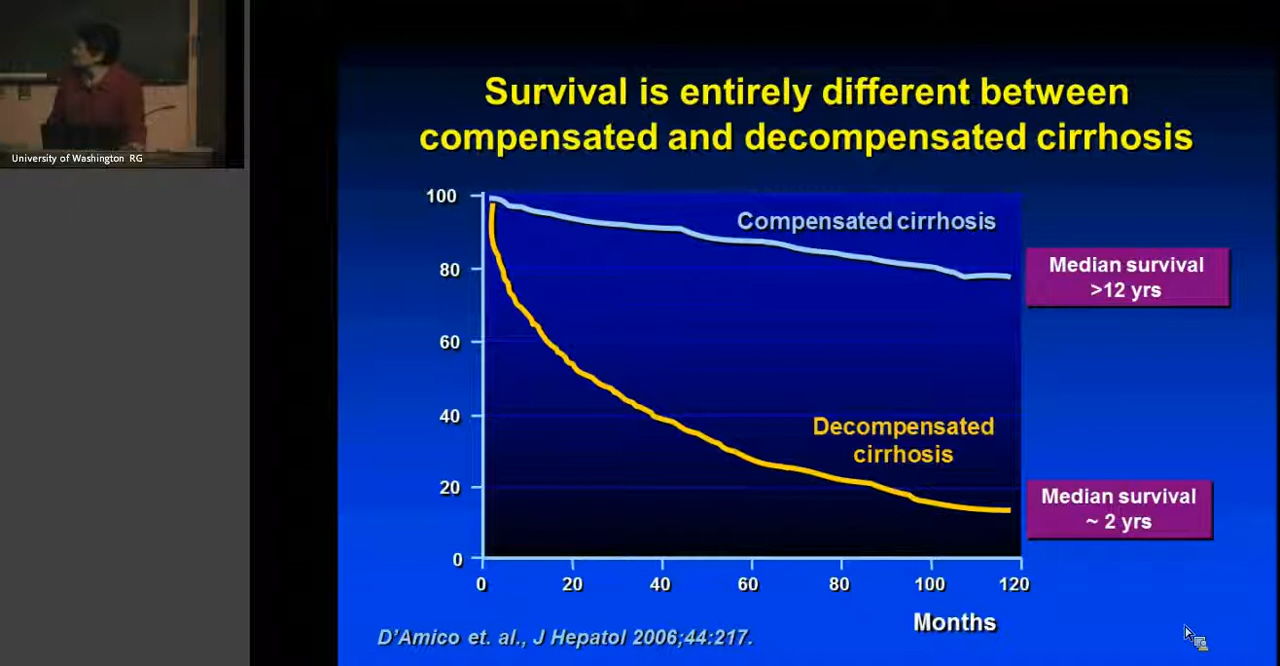 University of Washington RG
Survival is entirely different between
compensated and decompensated cirrhosis
100
80
60
40
20
0
Compensated cirrhosis
Median survival
>12 yrs
Decompensated
cirrhosis
Median survival
~ 2 yrs
0 20 40 60 80 100 120
Months
D'Amico et. al., J Hepatol 2006;44:217.